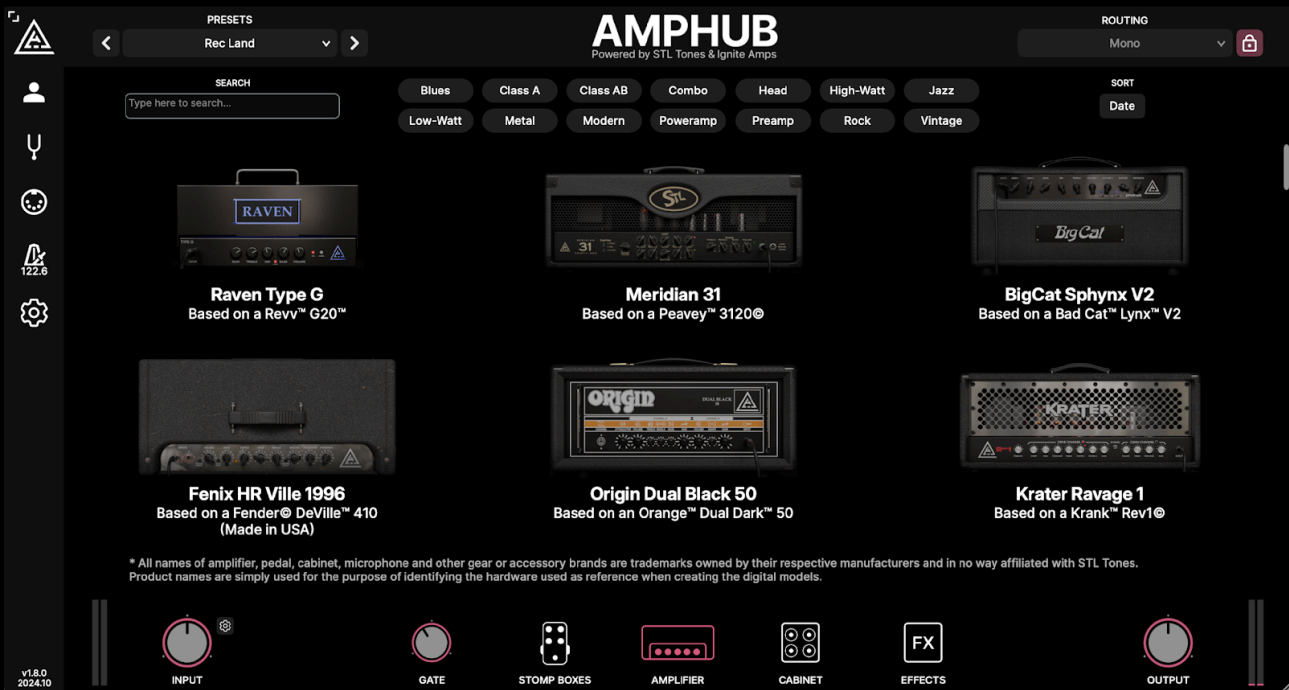 PRESETS
Rec Land
AMPHUB
Powered by STL Tones & Ignite Amps
ROUTING
Mono
SEARCH
Type here to search...
Blues
Class A
Class AB
Combo
Head
High-Watt
Jazz
Low-Watt
Metal
Modern
Poweramp
Preamp
Rock
Vintage
SORT
Date
122.6
RAVEN
STL
31
BigCat
Raven Type G
Based on a Revv™ G20™
Meridian 31
Based on a Peavey™ 3120©
BigCat Sphynx V2
Based on a Bad Cat™ Lynx™ V2
ORIGIN
DUAL BLACK
KRATER
Fenix HR Ville 1996
Based on a Fender© DeVille™ 410
(Made in USA)
Origin Dual Black 50
Based on an Orange™ Dual Dark™ 50
Krater Ravage 1
Based on a Krank™ Rev1©
* All names of amplifier, pedal, cabinet, microphone and other gear or accessory brands are trademarks owned by their respective manufacturers and in no way affiliated with STL Tones.
Product names are simply used for the purpose of identifying the hardware used as reference when creating the digital models.
FX
v1.8.0
2024.10
INPUT
GATE
STOMP BOXES
AMPLIFIER
CABINET
EFFECTS
OUTPUT